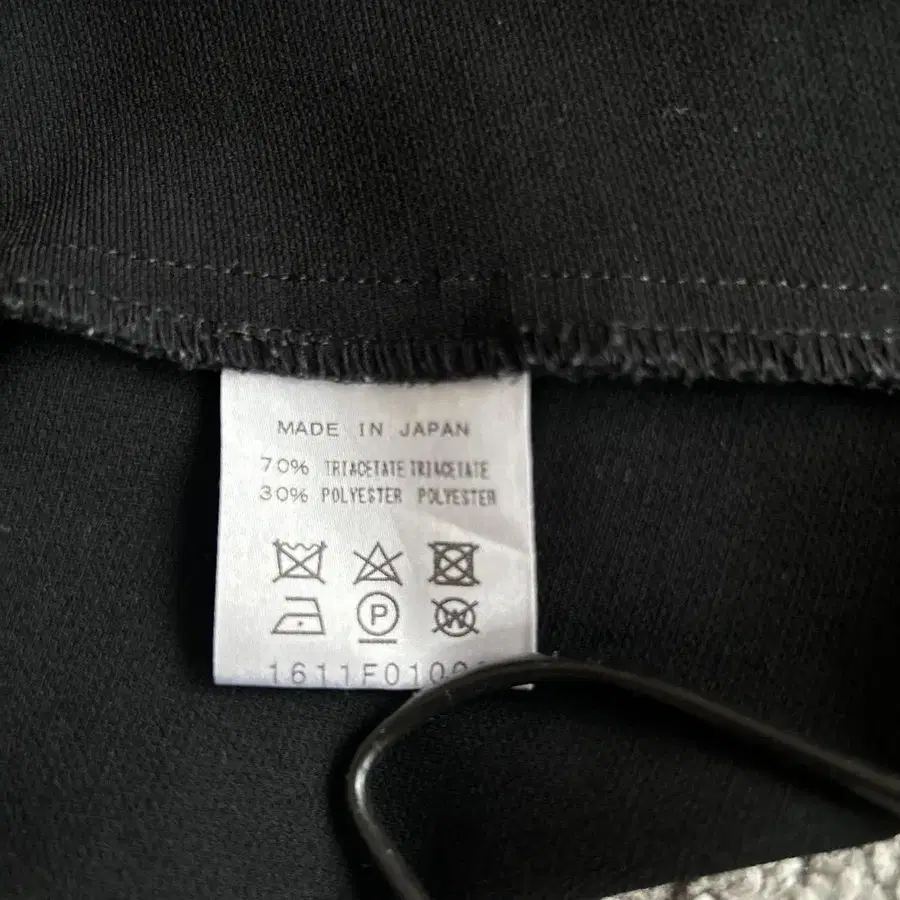 MADE IN JAPAN
70% TRIACETATE TRIACETATE
30% POLYESTER POLYESTER
P W